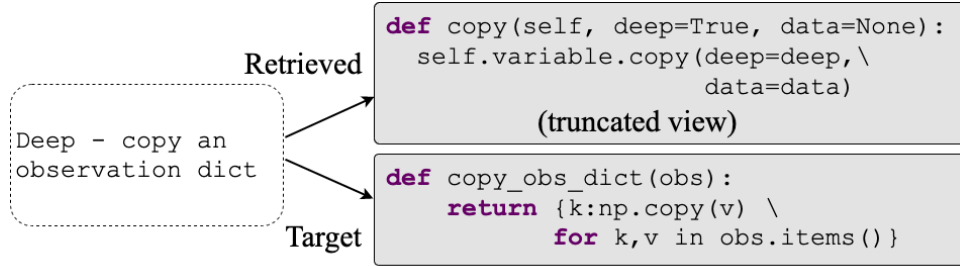 def copy(self, deep=True, data=None):
self.variable.copy(deep=deep,\
data=data)
(truncated view)
Retrieved
Deep - copy an
observation dict
Target
def copy_obs_dict(obs):
return {k:np.copy(v) \
for k,v in obs.items()}